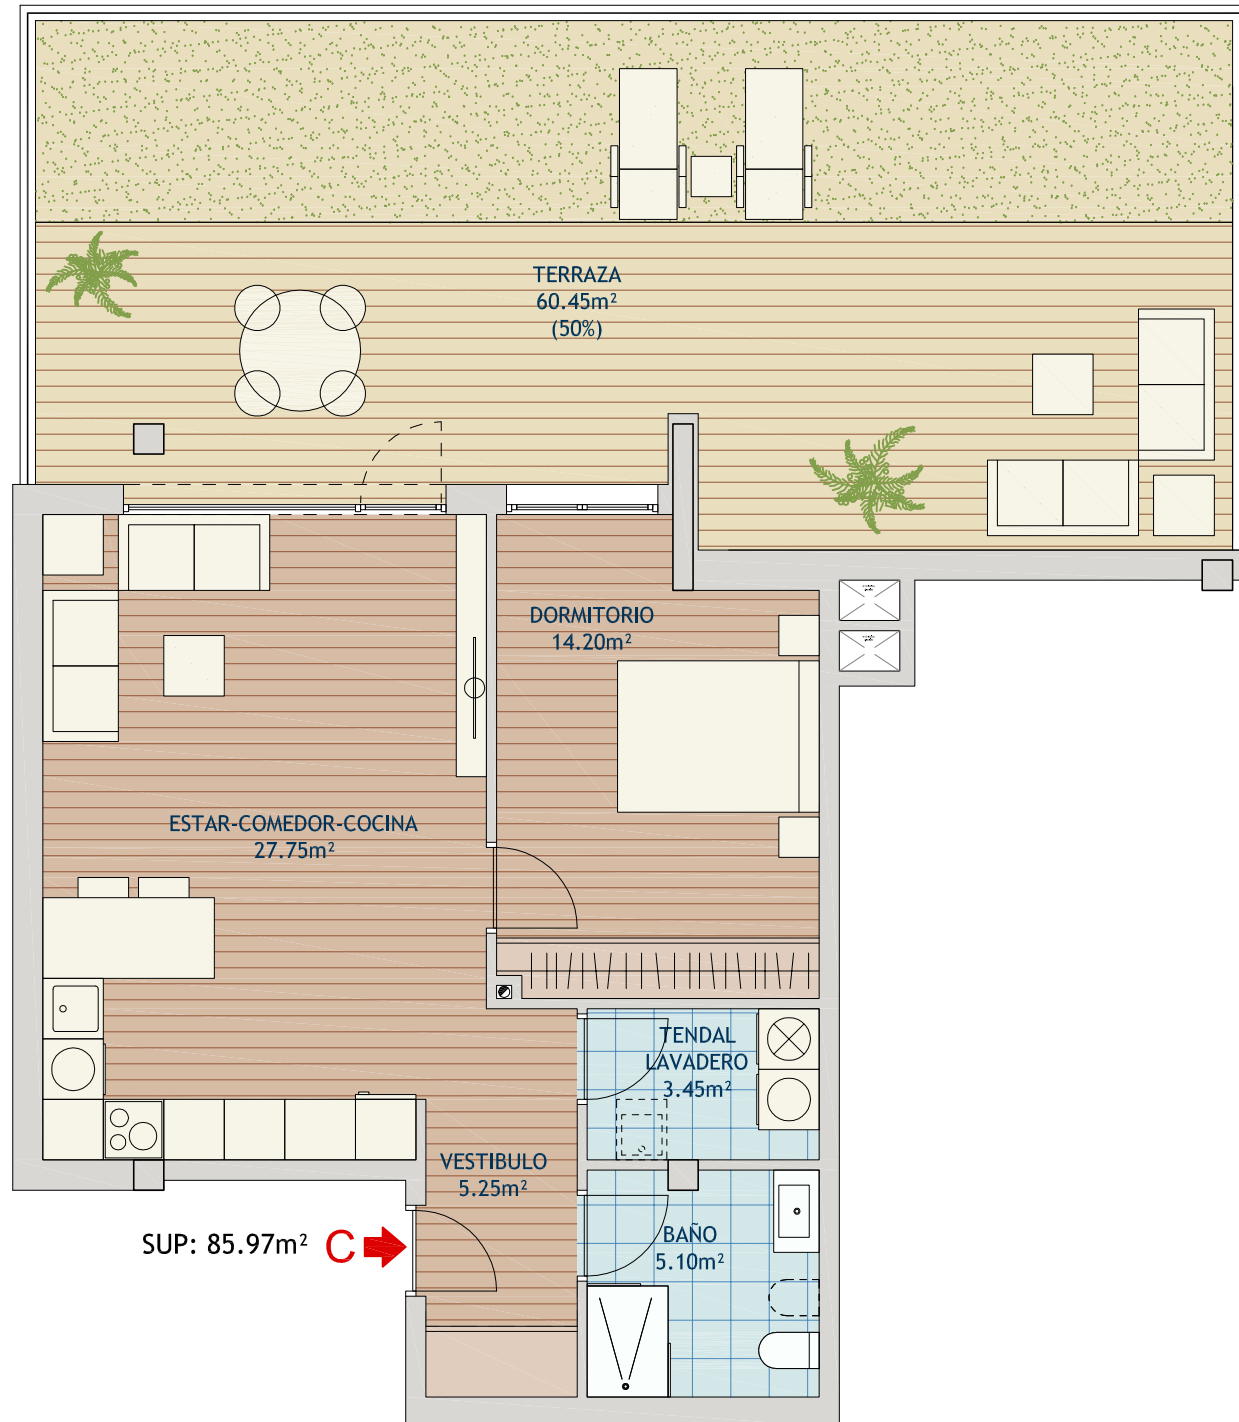 TERRAZA
60.45m²
(50%)
DORMITORIO
14.20m²
ESTAR-COMEDOR-COCINA
27.75m²
TENDAL
LAVADERO
3.45m²
VESTIBULO
5.25m²
BAÑO
5.10m²
SUP: 85.97m² C